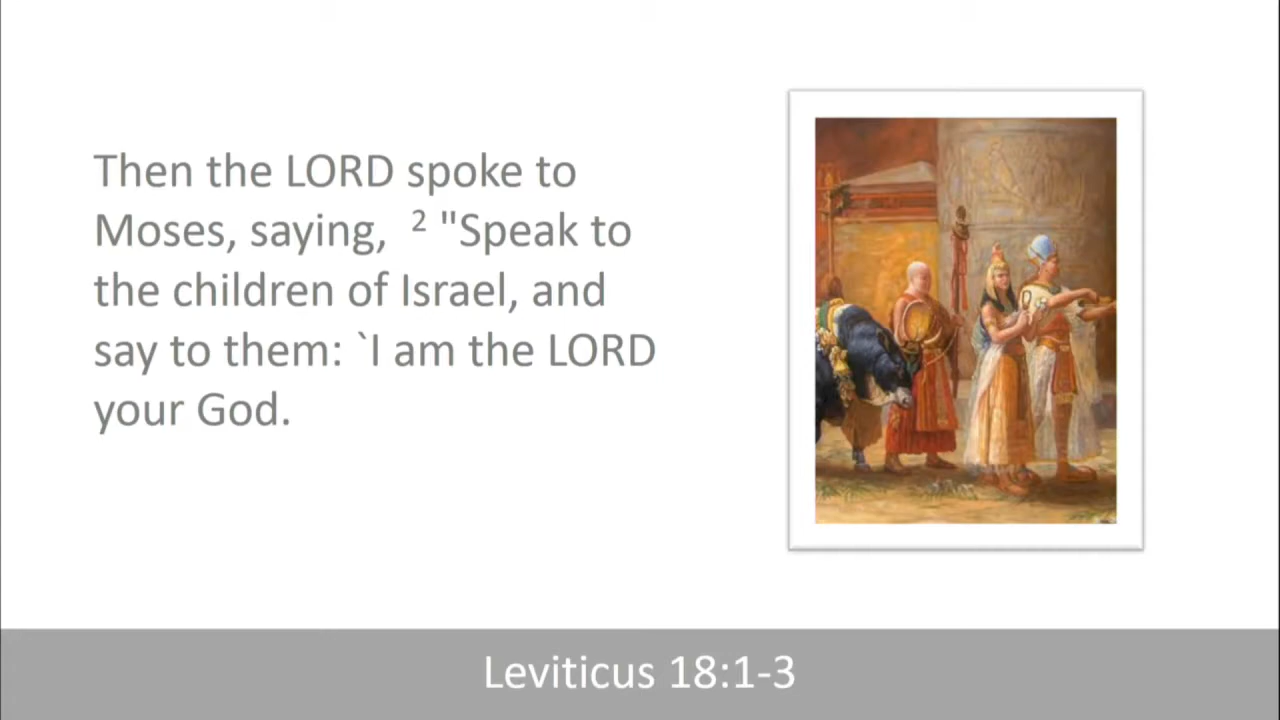 Then the LORD spoke to
Moses, saying, ² "Speak to
the children of Israel, and
say to them: `I am the LORD
your God.
Leviticus 18:1-3